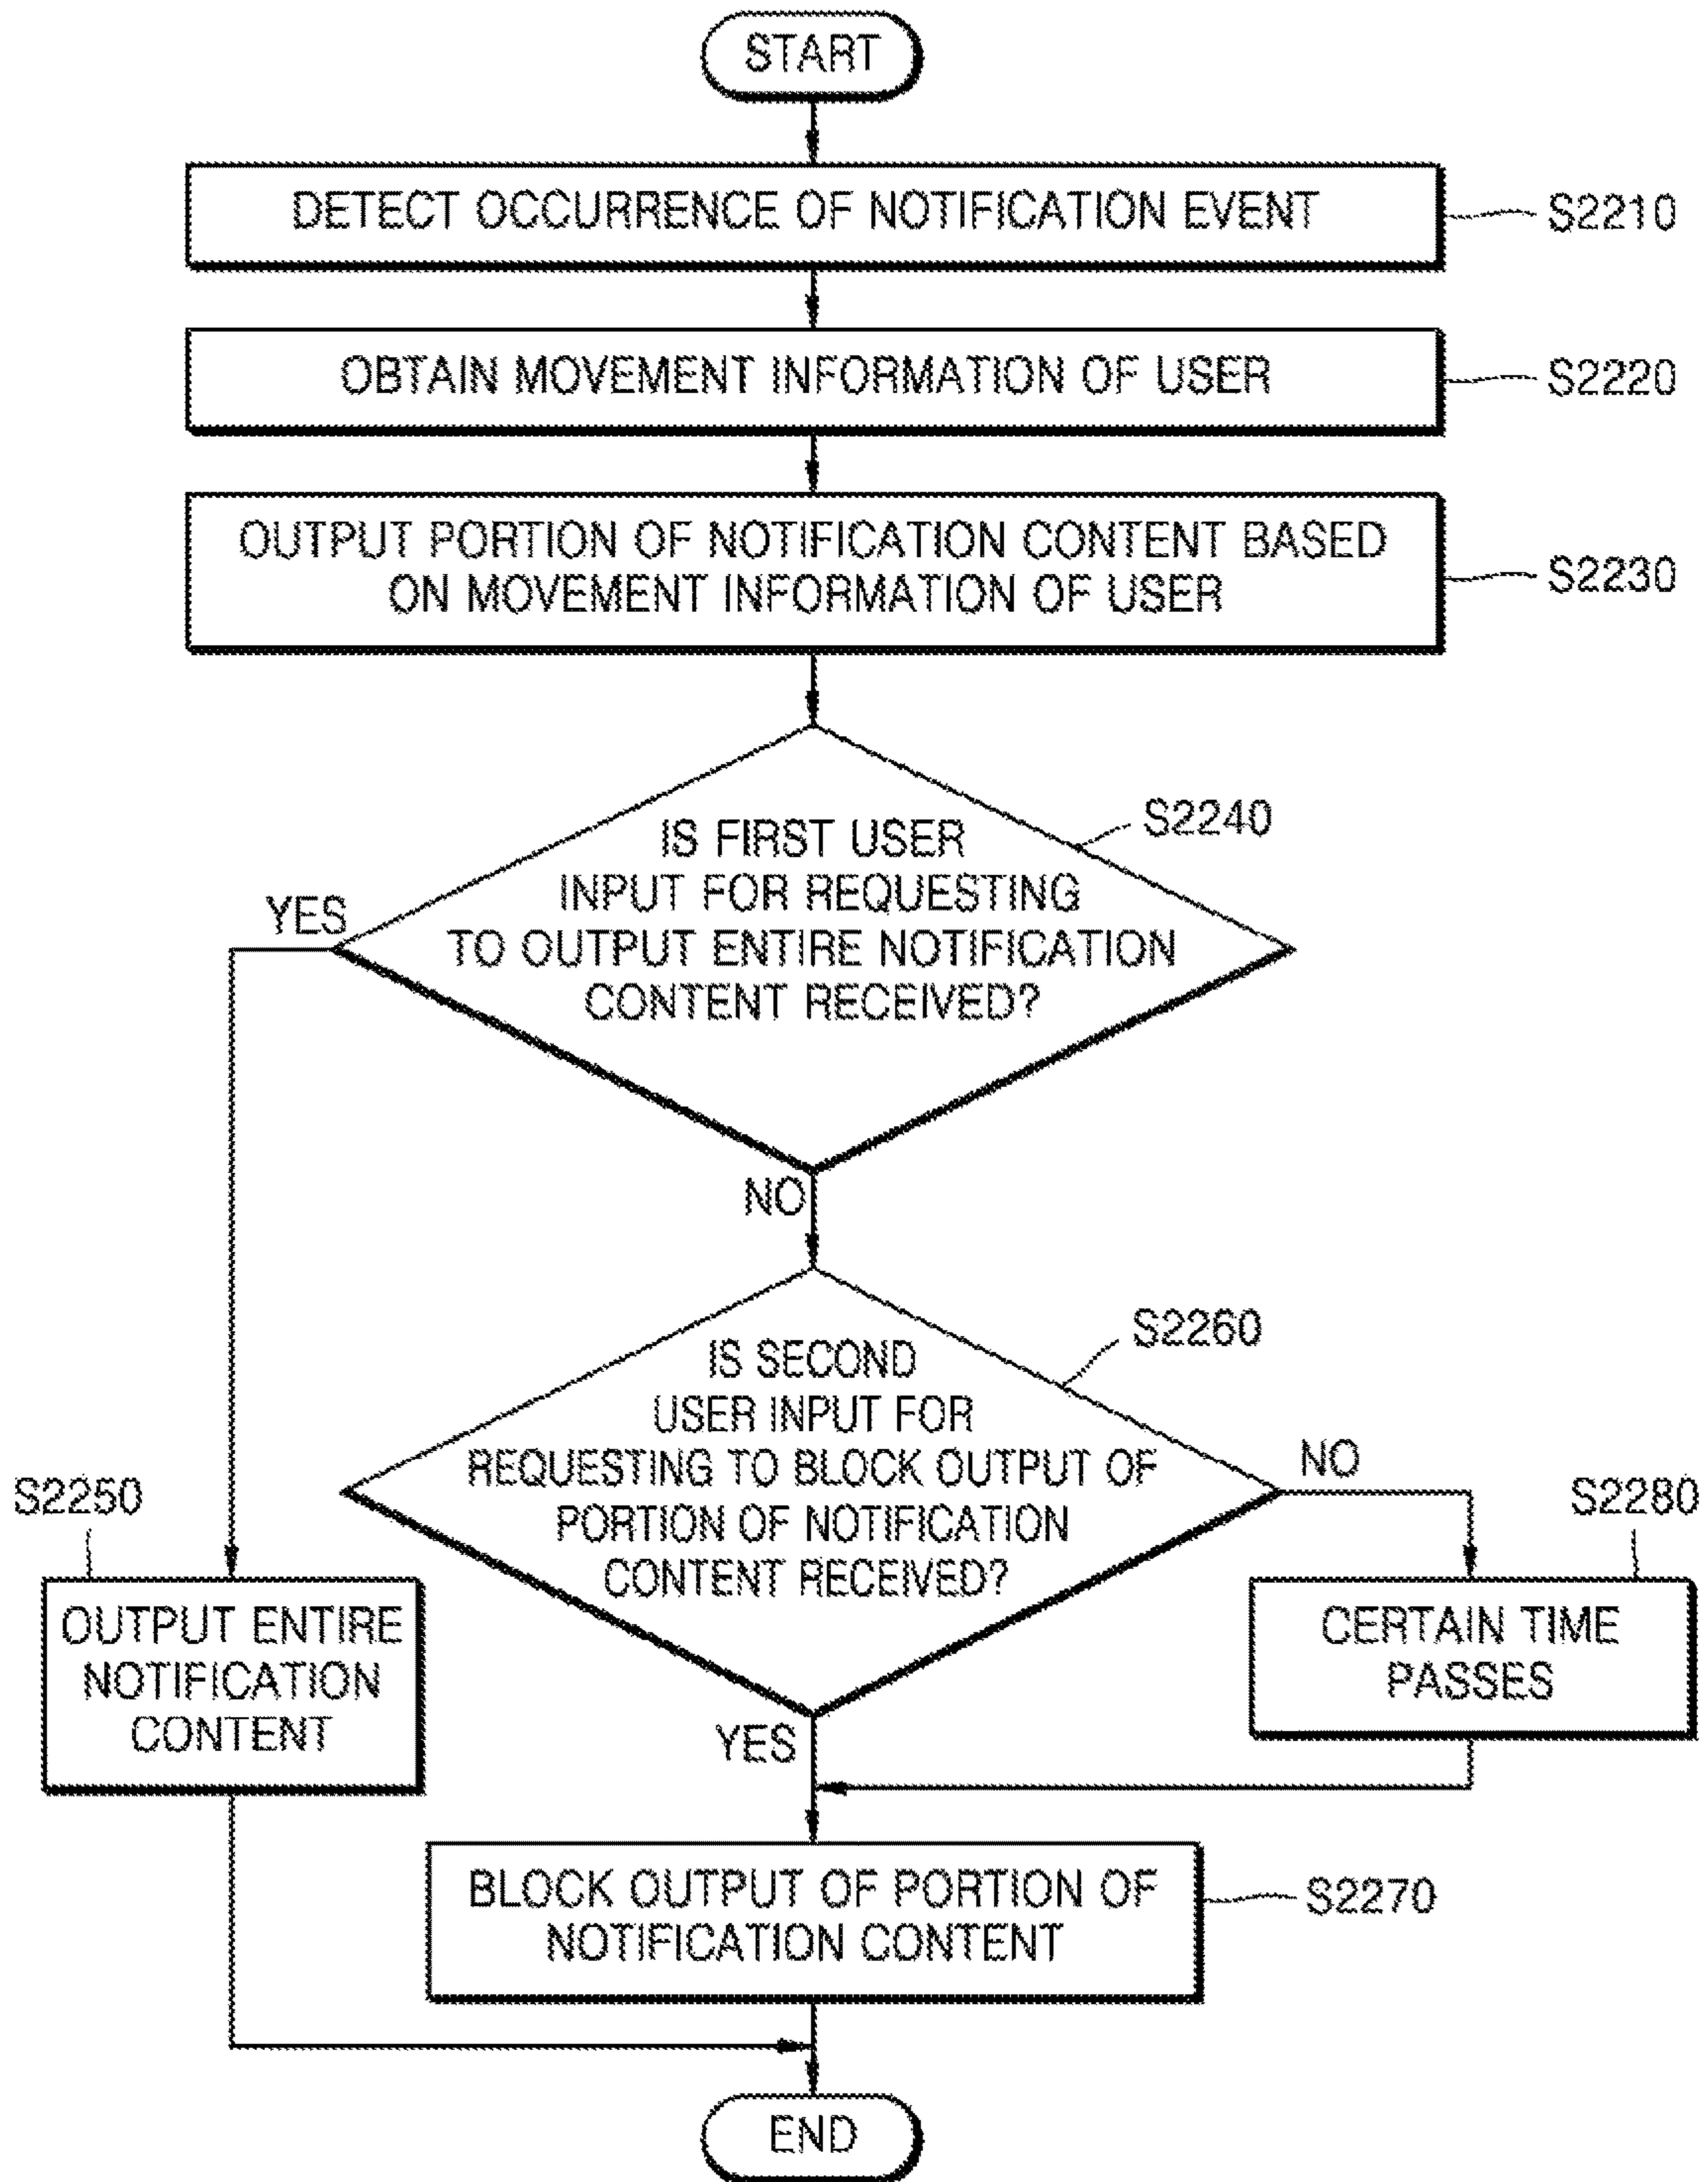 START
DETECT OCCURRENCE OF NOTIFICATION EVENT
S2210
OBTAIN MOVEMENT INFORMATION OF USER
S2220
OUTPUT PORTION OF NOTIFICATION CONTENT BASED
ON MOVEMENT INFORMATION OF USER
S2230
S2240
IS FIRST USER
INPUT FOR REQUESTING
TO OUTPUT ENTIRE NOTIFICATION
CONTENT RECEIVED?
YES
NO
S2260
IS SECOND
USER INPUT FOR
REQUESTING TO BLOCK OUTPUT OF
PORTION OF NOTIFICATION
CONTENT RECEIVED?
NO
YES
S2250
OUTPUT ENTIRE
NOTIFICATION
CONTENT
S2280
CERTAIN TIME
PASSES
BLOCK OUTPUT OF PORTION OF
NOTIFICATION CONTENT
S2270
END